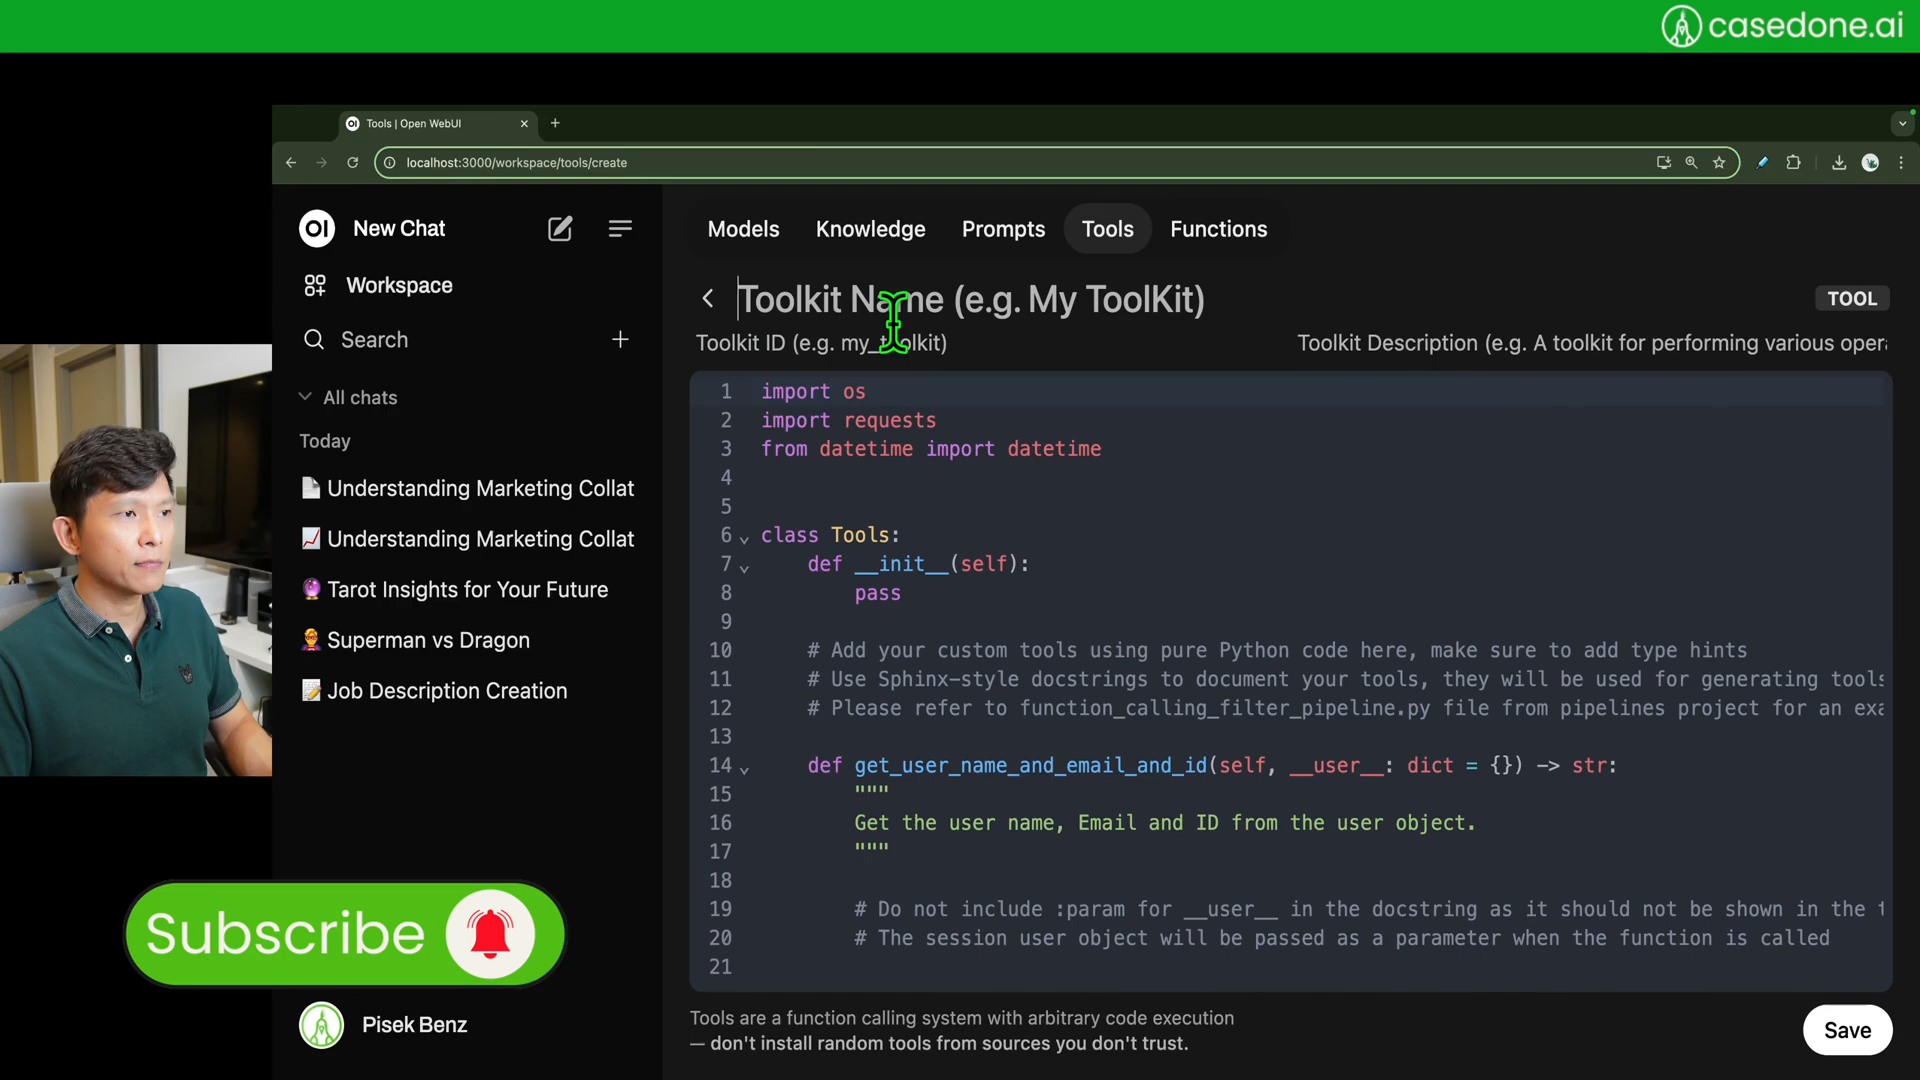 casedone.ai
OI Tools | Open WebUI
localhost:3000/workspace/tools/create
OI New Chat
Workspace
Search
All chats
Today
Understanding Marketing Collat
Understanding Marketing Collat
Tarot Insights for Your Future
Superman vs Dragon
Job Description Creation
Subscribe
Pisek Benz
Models Knowledge Prompts Tools Functions
Toolkit Name (e.g. My ToolKit)
TOOL
Toolkit ID (e.g. my_toolkit)
Toolkit Description (e.g. A toolkit for performing various opera
1 import os
2 import requests
3 from datetime import datetime
4
5
6 class Tools:
7 def __init__(self):
8 pass
9
10 # Add your custom tools using pure Python code here, make sure to add type hints
11 # Use Sphinx-style docstrings to document your tools, they will be used for generating tools
12 # Please refer to function_calling_filter_pipeline.py file from pipelines project for an exa
13
14 def get_user_name_and_email_and_id(self, __user__: dict = {}) -> str:
15 """
16 Get the user name, Email and ID from the user object.
17 """
18
19 # Do not include :param for __user__ in the docstring as it should not be shown in the t
20 # The session user object will be passed as a parameter when the function is called
21
Tools are a function calling system with arbitrary code execution
— don't install random tools from sources you don't trust.
Save